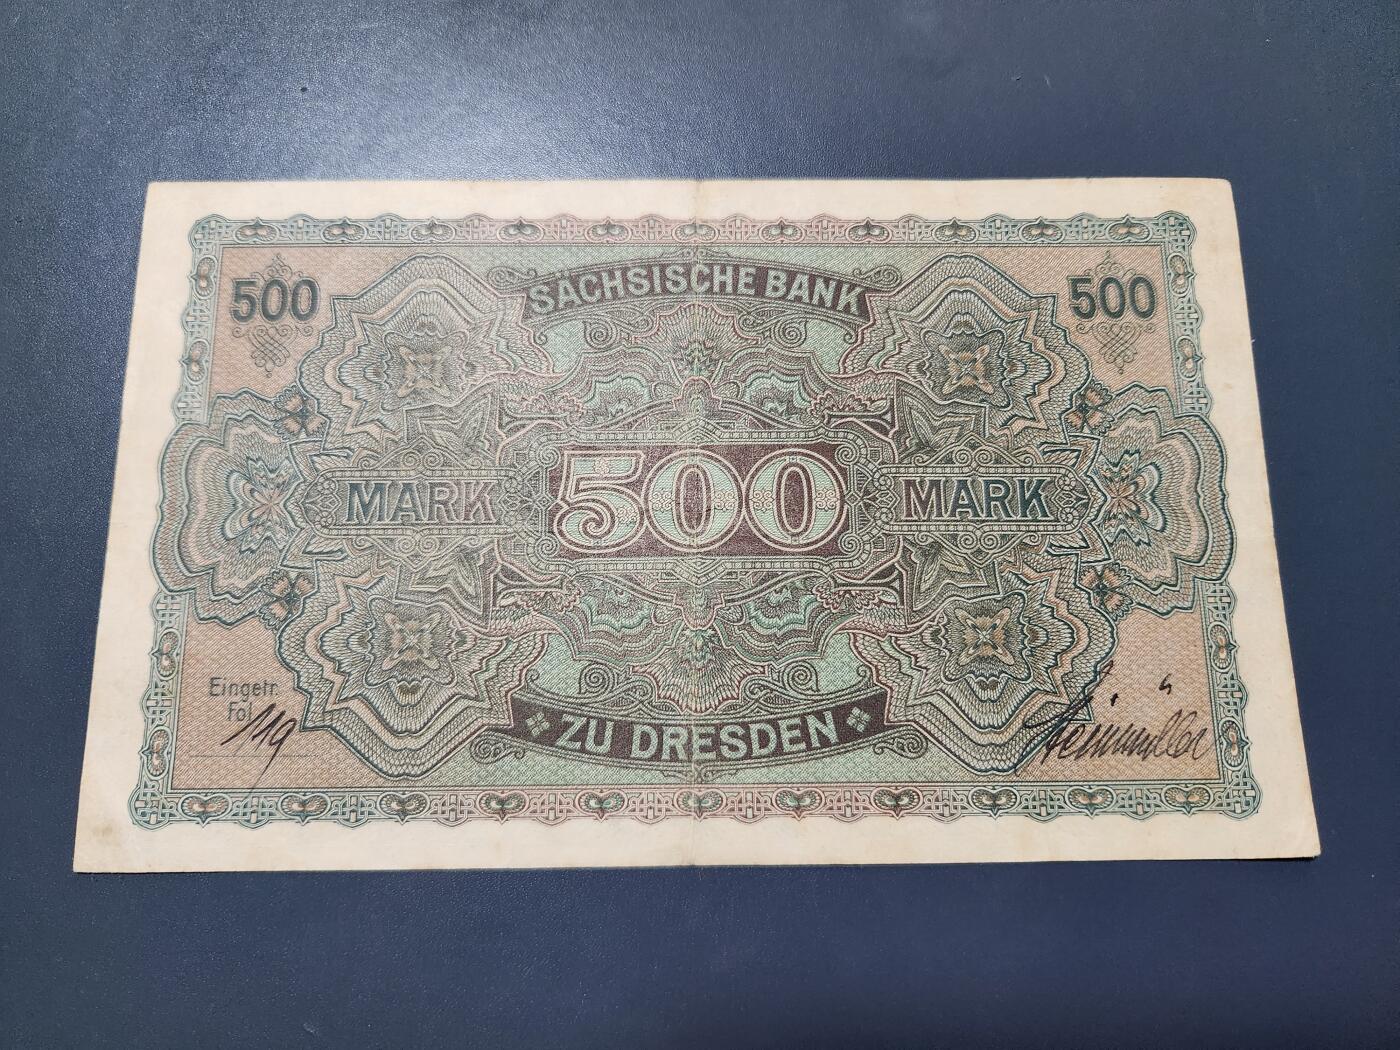 SÄCHSISCHE BANK
500 500
MARK 500 MARK
ZU DRESDEN
Eingetr.
Fol 119